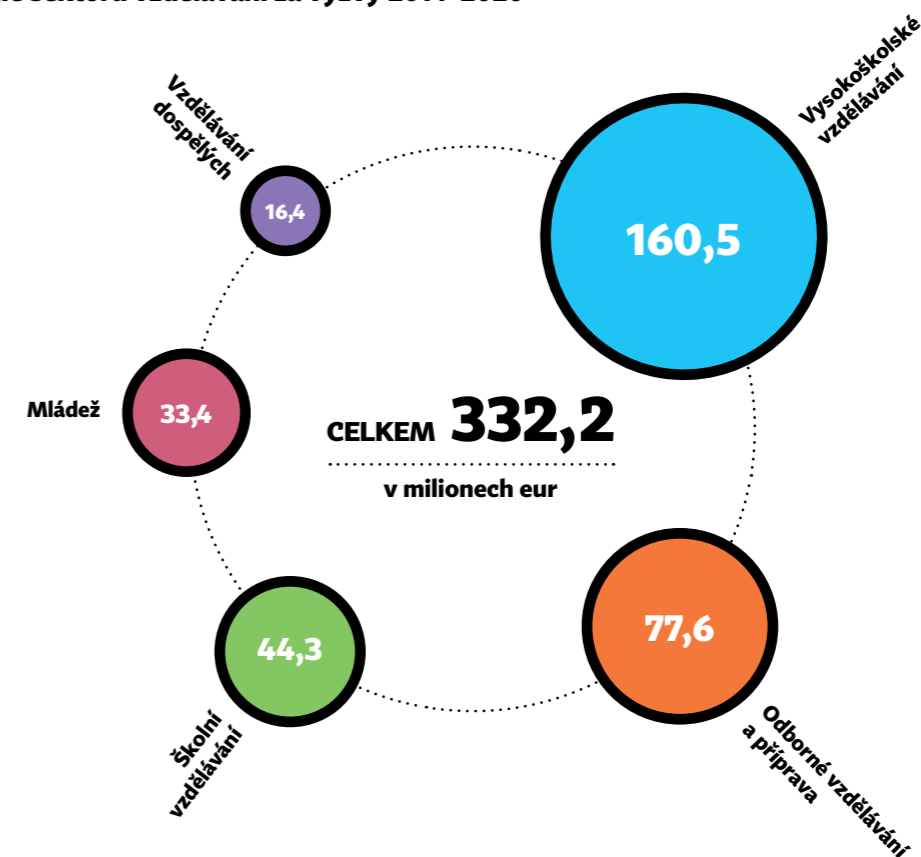 Vysokoškolské
vzdělávání
160,5
Vzdělávání
dospělých
16,4
Mládež
33,4
CELKEM 332,2
v milionech eur
44,3
Školní
vzdělávání
77,6
Odborné vzdělávání
a příprava